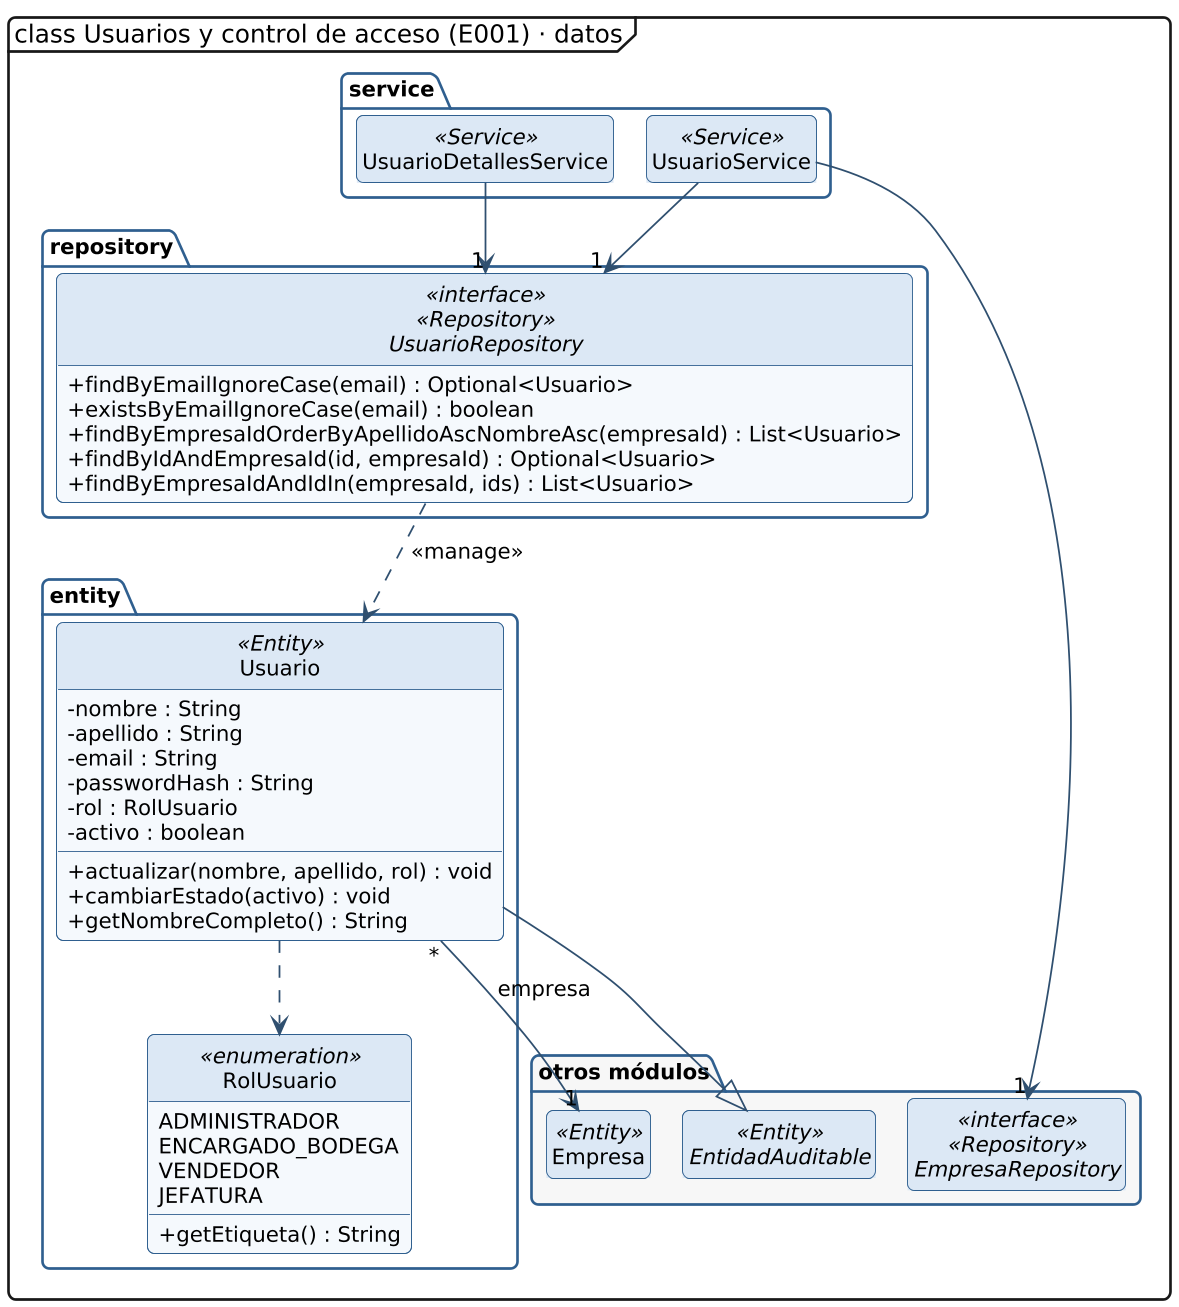 class Usuarios y control de acceso (E001) · datos
service
«Service»
UsuarioDetallesService
«Service»
UsuarioService
repository
1
1
«interface»
«Repository»
UsuarioRepository
+findByEmailIgnoreCase(email) : Optional<Usuario>
+existsByEmailIgnoreCase(email) : boolean
+findByEmpresaIdOrderByApellidoAscNombreAsc(empresaId) : List<Usuario>
+findByIdAndEmpresaId(id, empresaId) : Optional<Usuario>
+findByEmpresaIdAndIdIn(empresaId, ids) : List<Usuario>
«manage»
entity
«Entity»
Usuario
-nombre : String
-apellido : String
-email : String
-passwordHash : String
-rol : RolUsuario
-activo : boolean
+actualizar(nombre, apellido, rol) : void
+cambiarEstado(activo) : void
+getNombreCompleto() : String
*
empresa
«enumeration»
RolUsuario
ADMINISTRADOR
ENCARGADO_BODEGA
VENDEDOR
JEFATURA
+getEtiqueta() : String
otros módulos
1
1
«Entity»
Empresa
«Entity»
EntidadAuditable
«interface»
«Repository»
EmpresaRepository